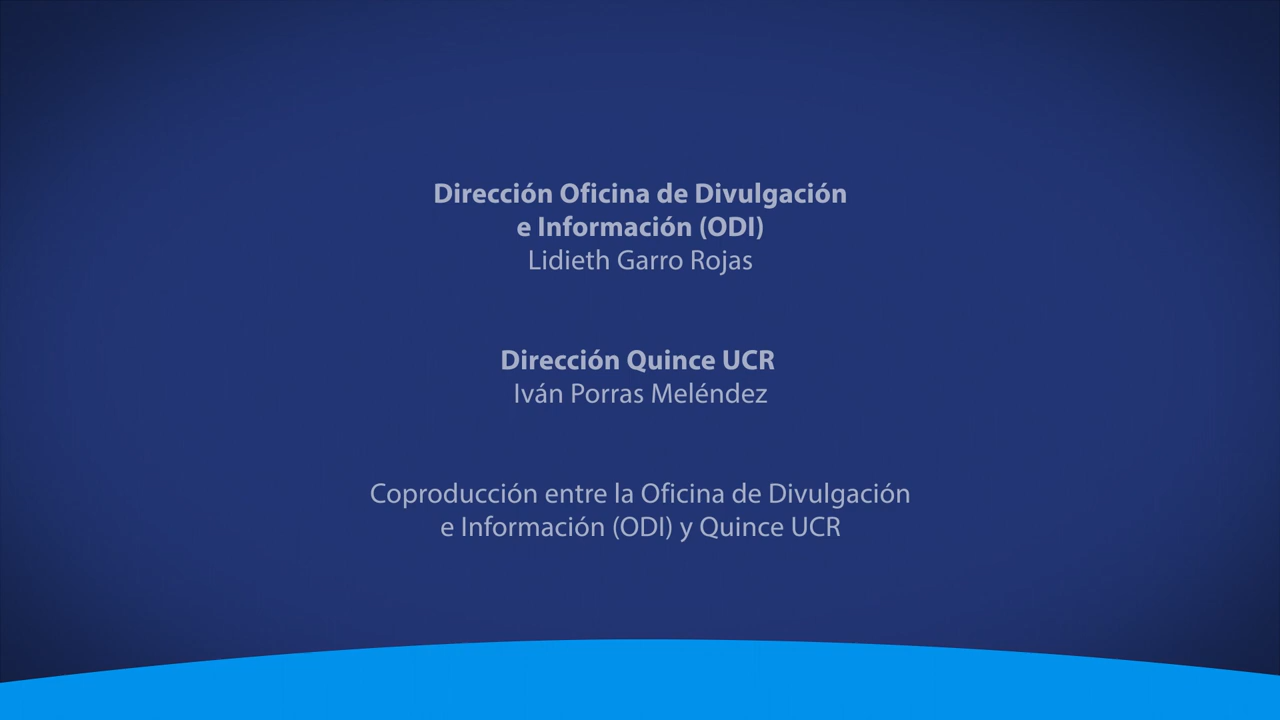 Dirección Oficina de Divulgación
e Información (ODI)
Lidieth Garro Rojas
Dirección Quince UCR
Iván Porras Meléndez
Coproducción entre la Oficina de Divulgación
e Información (ODI) y Quince UCR